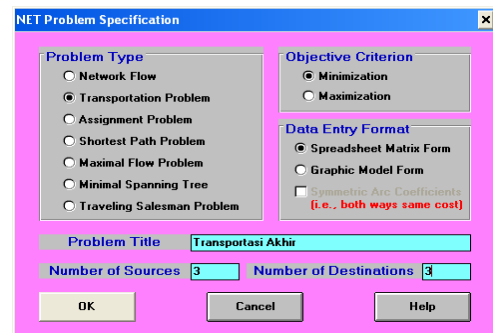 NET Problem Specification
Problem Type
Network Flow
Transportation Problem
Assignment Problem
Shortest Path Problem
Maximal Flow Problem
Minimal Spanning Tree
Traveling Salesman Problem
Objective Criterion
Minimization
Maximization
Data Entry Format
Spreadsheet Matrix Form
Graphic Model Form
Symmetric Arc Coefficients
(i.e., both ways same cost)
Problem Title Transportasi Akhir
Number of Sources 3 Number of Destinations 3
OK Cancel Help